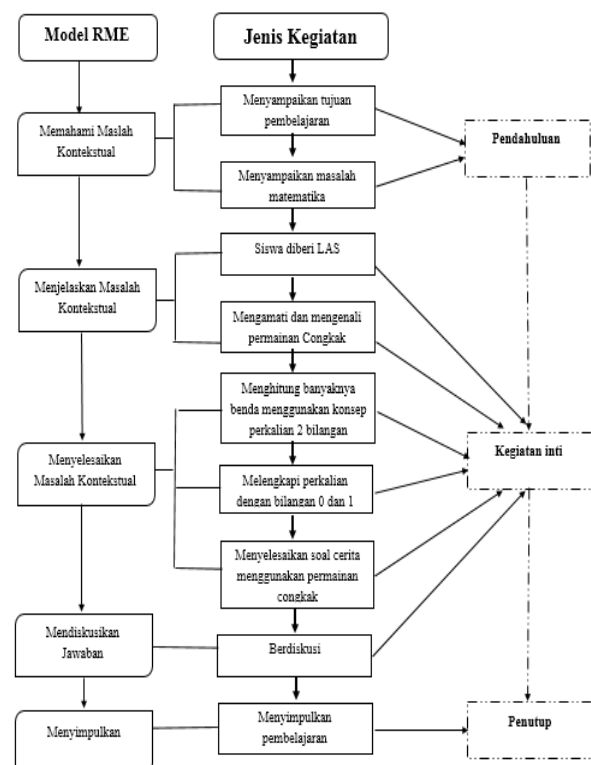 Model RME
Jenis Kegiatan
Memahami Maslah
Kontekstual
Menyampaikan tujuan
pembelajaran
Pendahuluan
Menyampaikan masalah
matematika
Siswa diberi LAS
Menjelaskan Masalah
Kontekstual
Mengamati dan mengenali
permainan Congkak
Menghitung banyaknya
benda menggunakan konsep
perkalian 2 bilangan
Menyelesaikan
Masalah Kontekstual
Kegiatan inti
Melengkapi perkalian
dengan bilangan 0 dan 1
Menyelesaikan soal cerita
menggunakan permainan
congkak
Mendiskusikan
Jawaban
Berdiskusi
Menyimpulkan
Menyimpulkan
pembelajaran
Penutup